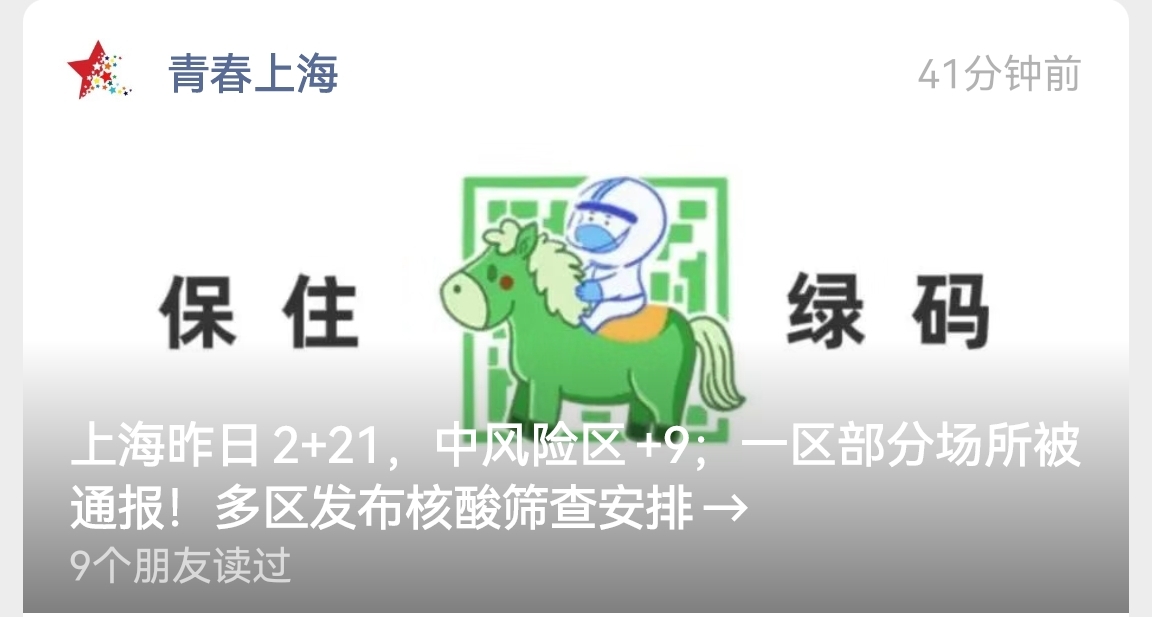 青春上海
41分钟前
保住 绿码
上海昨日2+21，中风险区+9；一区部分场所被
通报！多区发布核酸筛查安排→
9个朋友读过